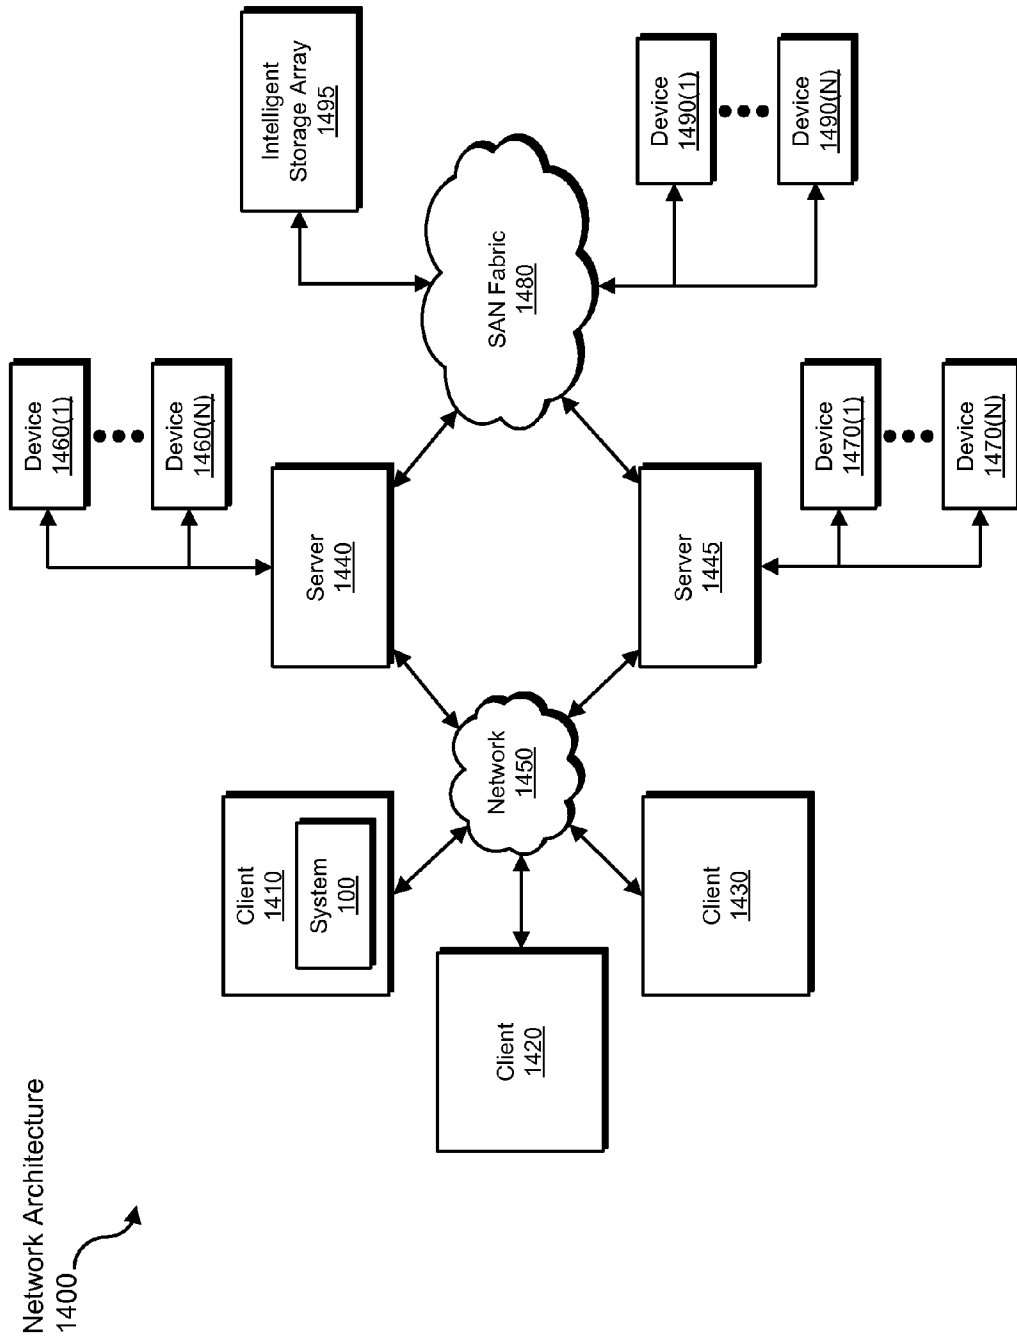 Network Architecture
1400
Client
1410
System
100
Client
1420
Client
1430
Network
1450
Server
1440
Server
1445
Device
1460(1)
Device
1460(N)
Device
1470(1)
Device
1470(N)
SAN Fabric
1480
Intelligent
Storage Array
1495
Device
1490(1)
Device
1490(N)